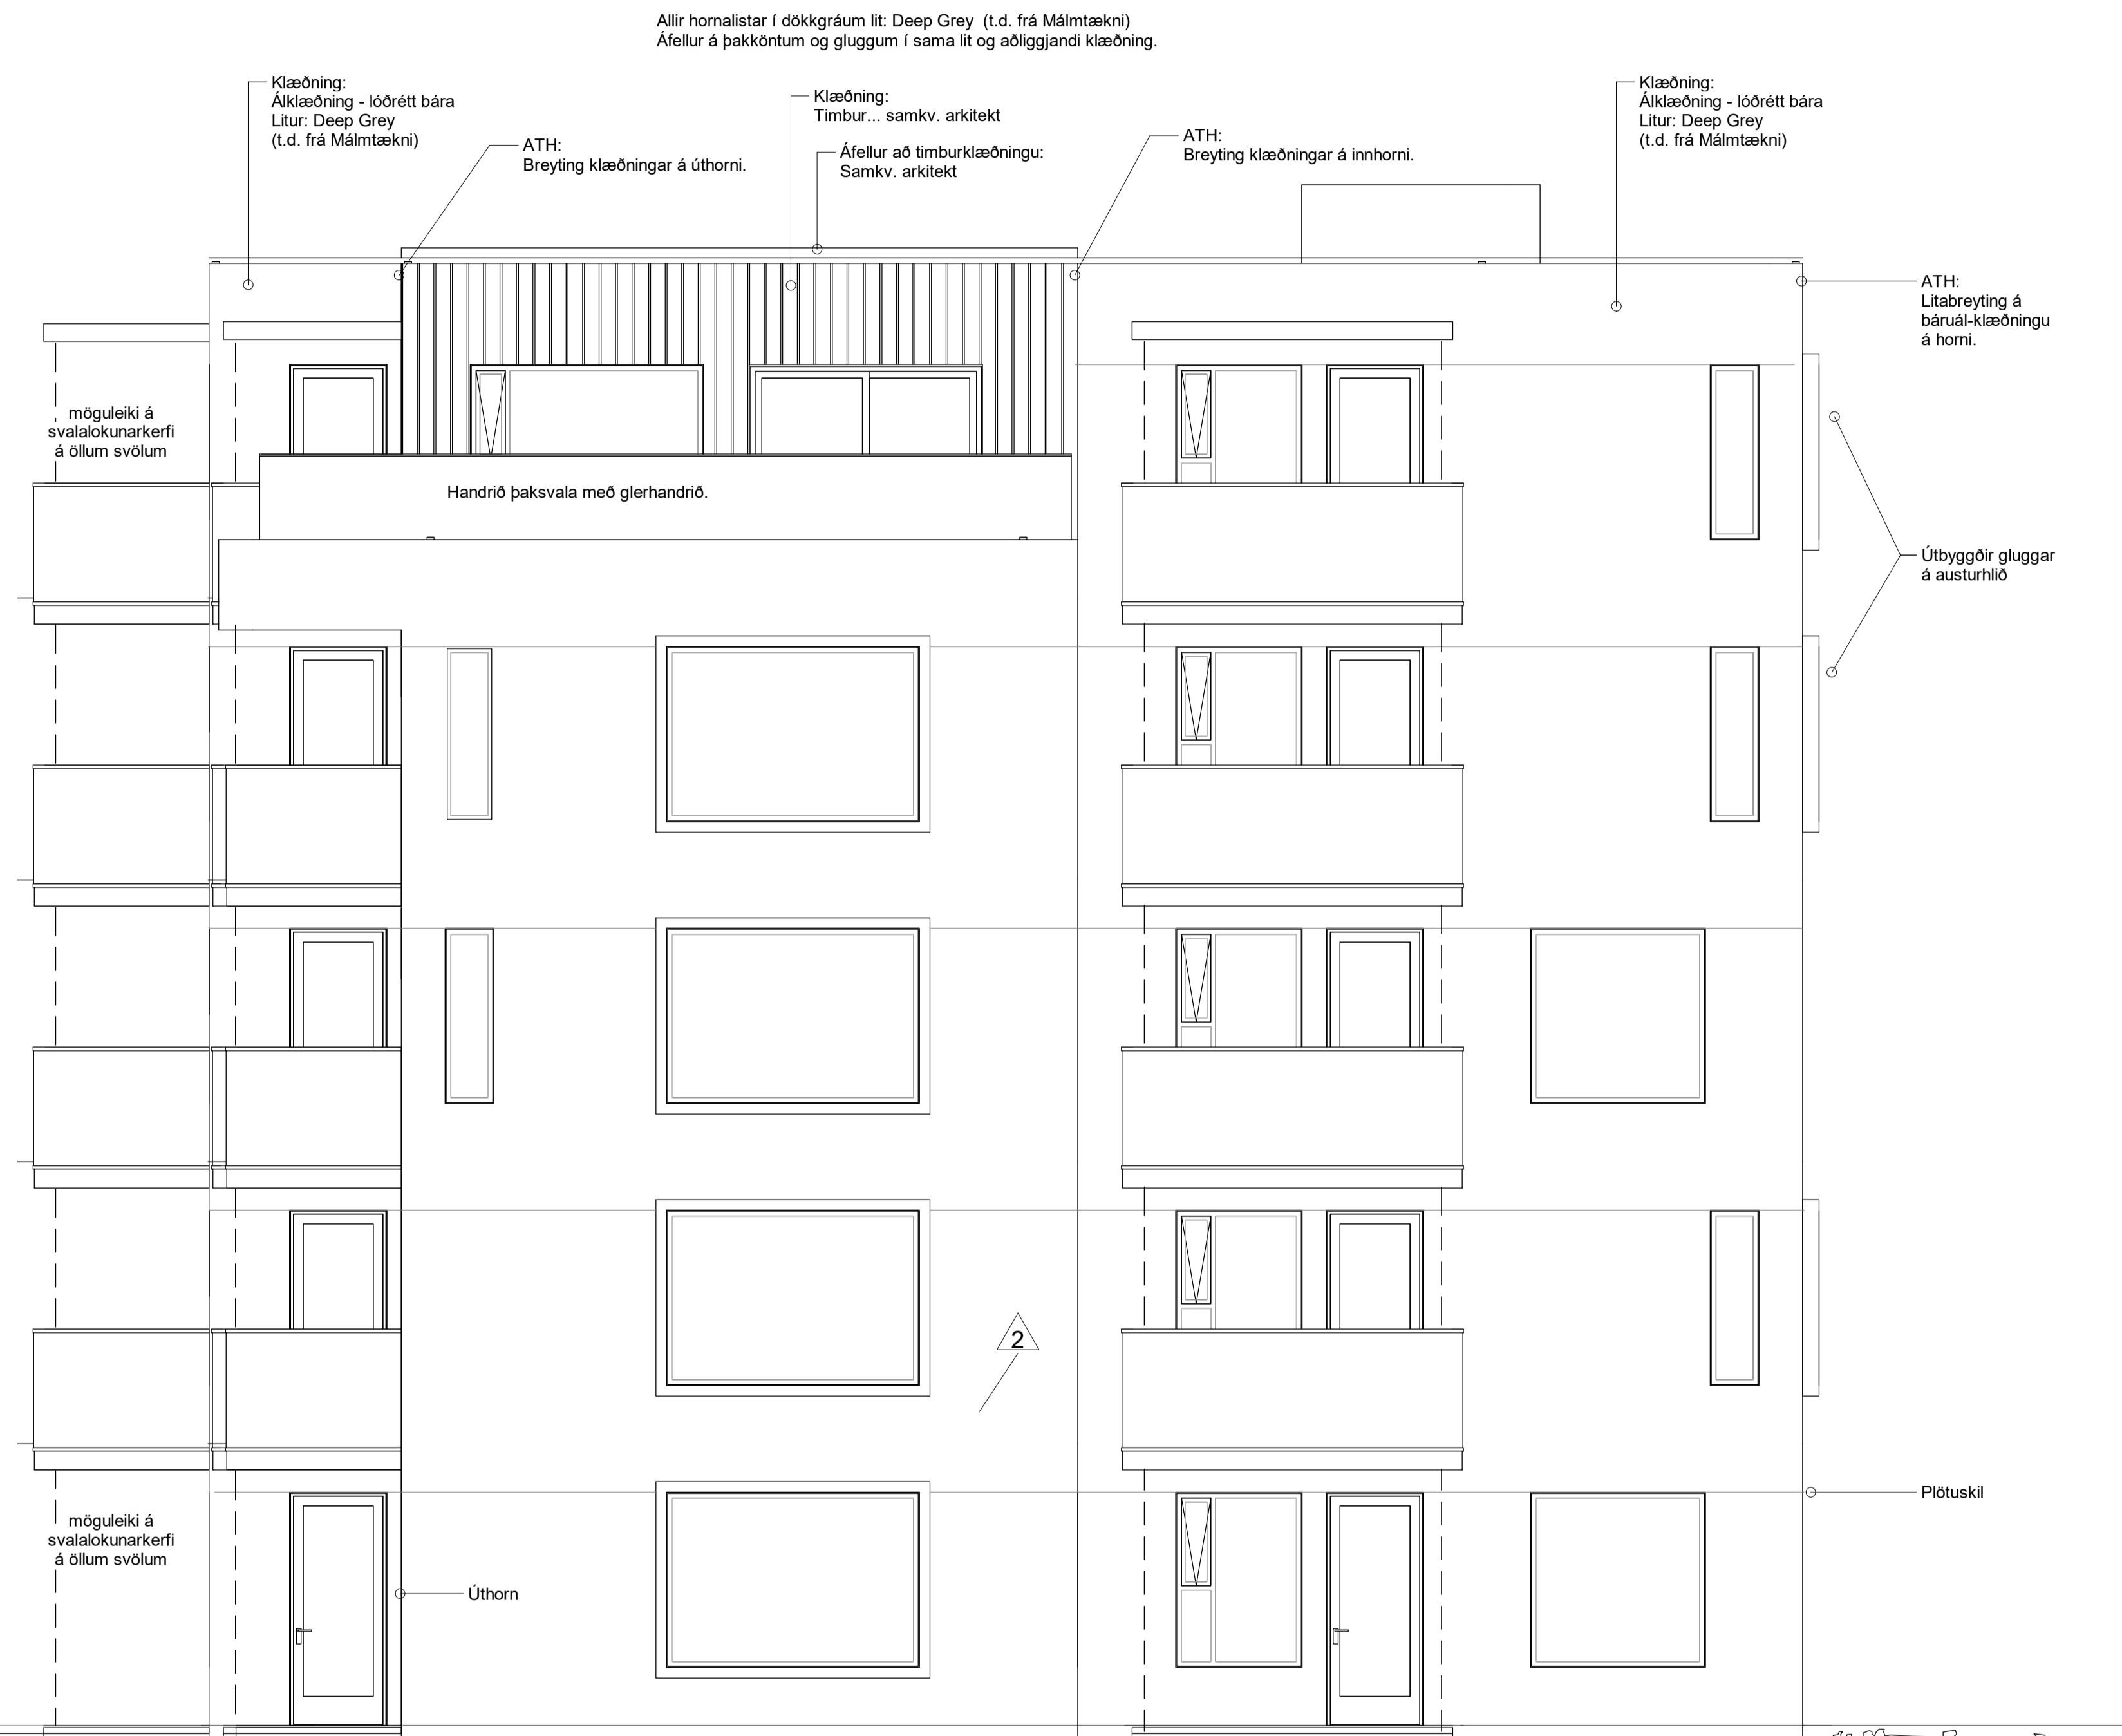 Allir hornalistar í dökkgráum lit: Deep Grey (t.d. frá Málmtækni)
Áfellur á þakköntum og gluggum í sama lit og aðliggjandi klæðning.
Klæðning:
Álklæðning - lóðrétt bára
Litur: Deep Grey
(t.d. frá Málmtækni)
ATH:
Breyting klæðningar á úthorni.
Klæðning:
Timbur... samkv. arkitekt
Áfellur að timburklæðningu:
Samkv. arkitekt
ATH:
Breyting klæðningar á innhorni.
Klæðning:
Álklæðning - lóðrétt bára
Litur: Deep Grey
(t.d. frá Málmtækni)
ATH:
Litabreyting á
báruál-klæðningu
á horni.
möguleiki á
svalalokunarkerfi
á öllum svölum
Handrið þaksvala með glerhandrið.
Útbyggðir gluggar
á austurhlið
2
Plötuskil
möguleiki á
svalalokunarkerfi
á öllum svölum
Úthorn